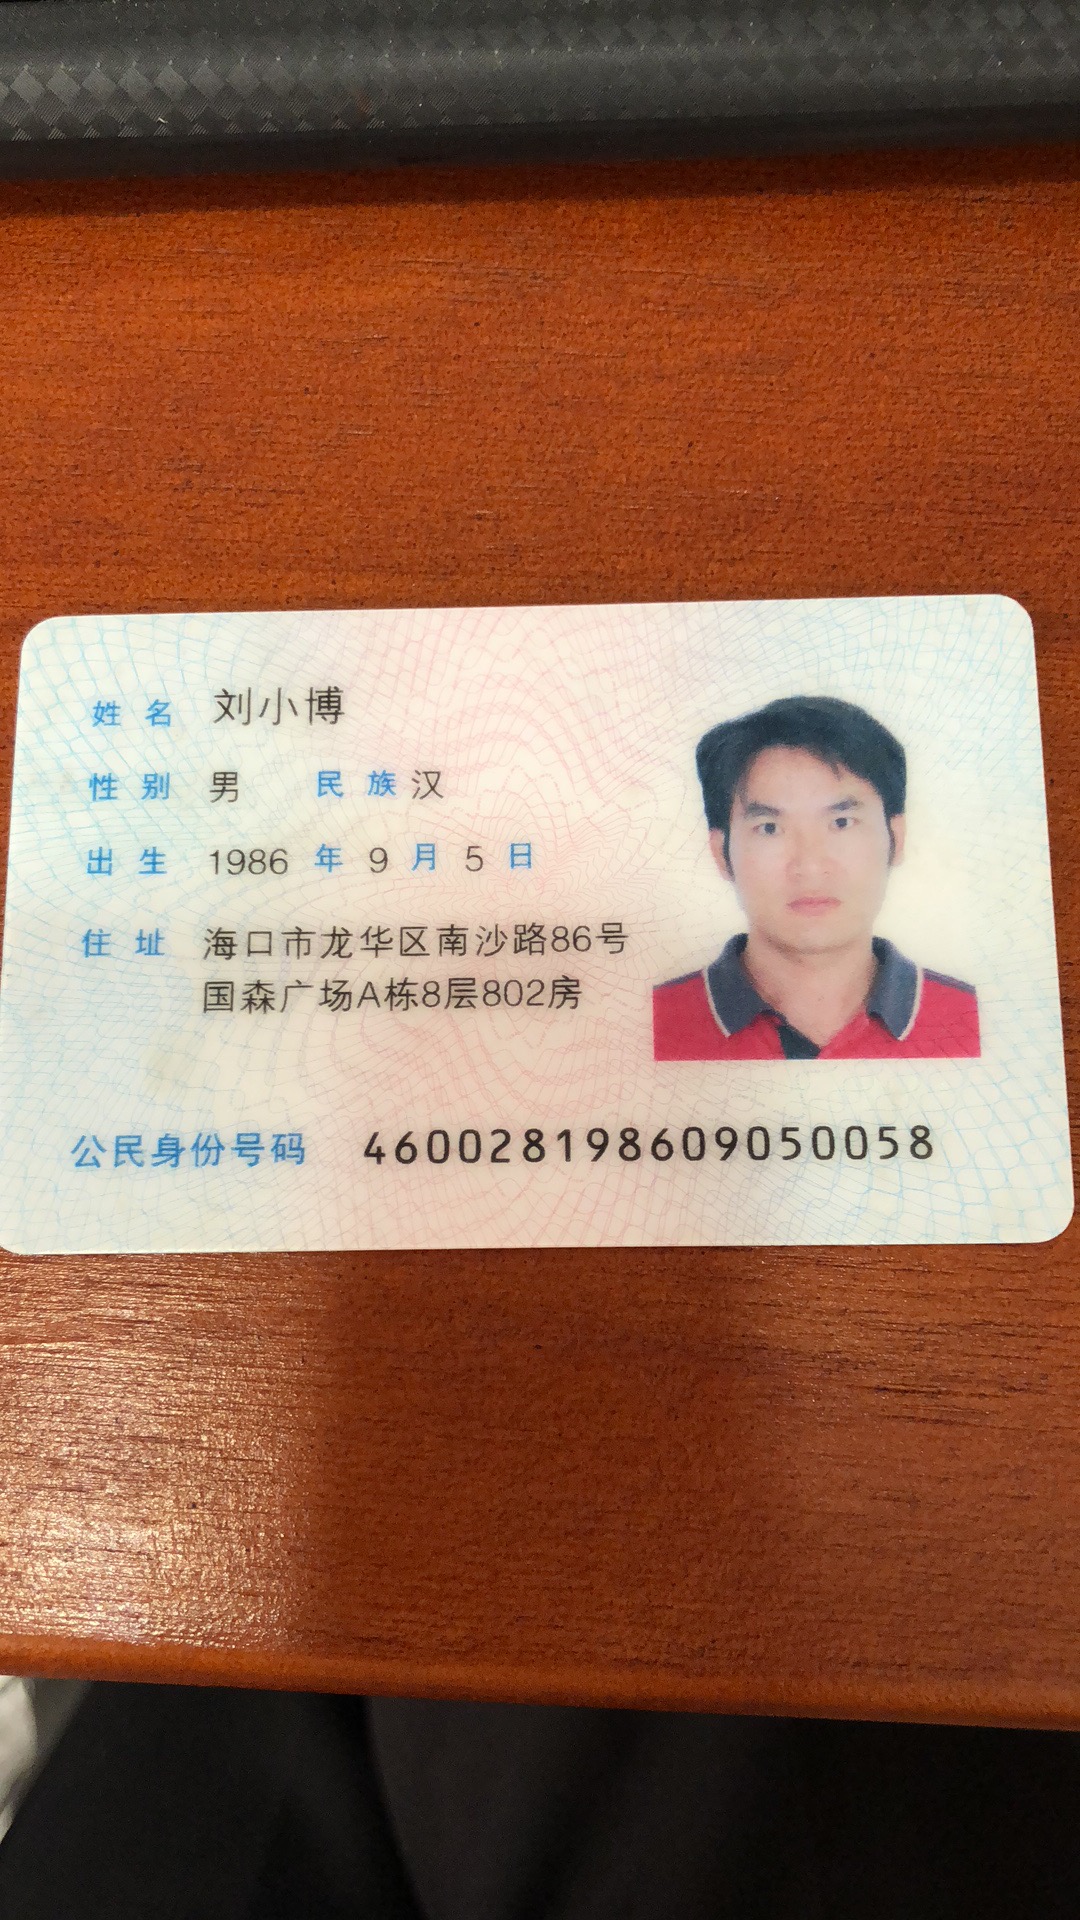 姓名 刘小博
性别 男 民族 汉
出生 1986 年 9 月 5 日
住址 海口市龙华区南沙路86号
国森广场A栋8层802房
公民身份号码 460028198609050058